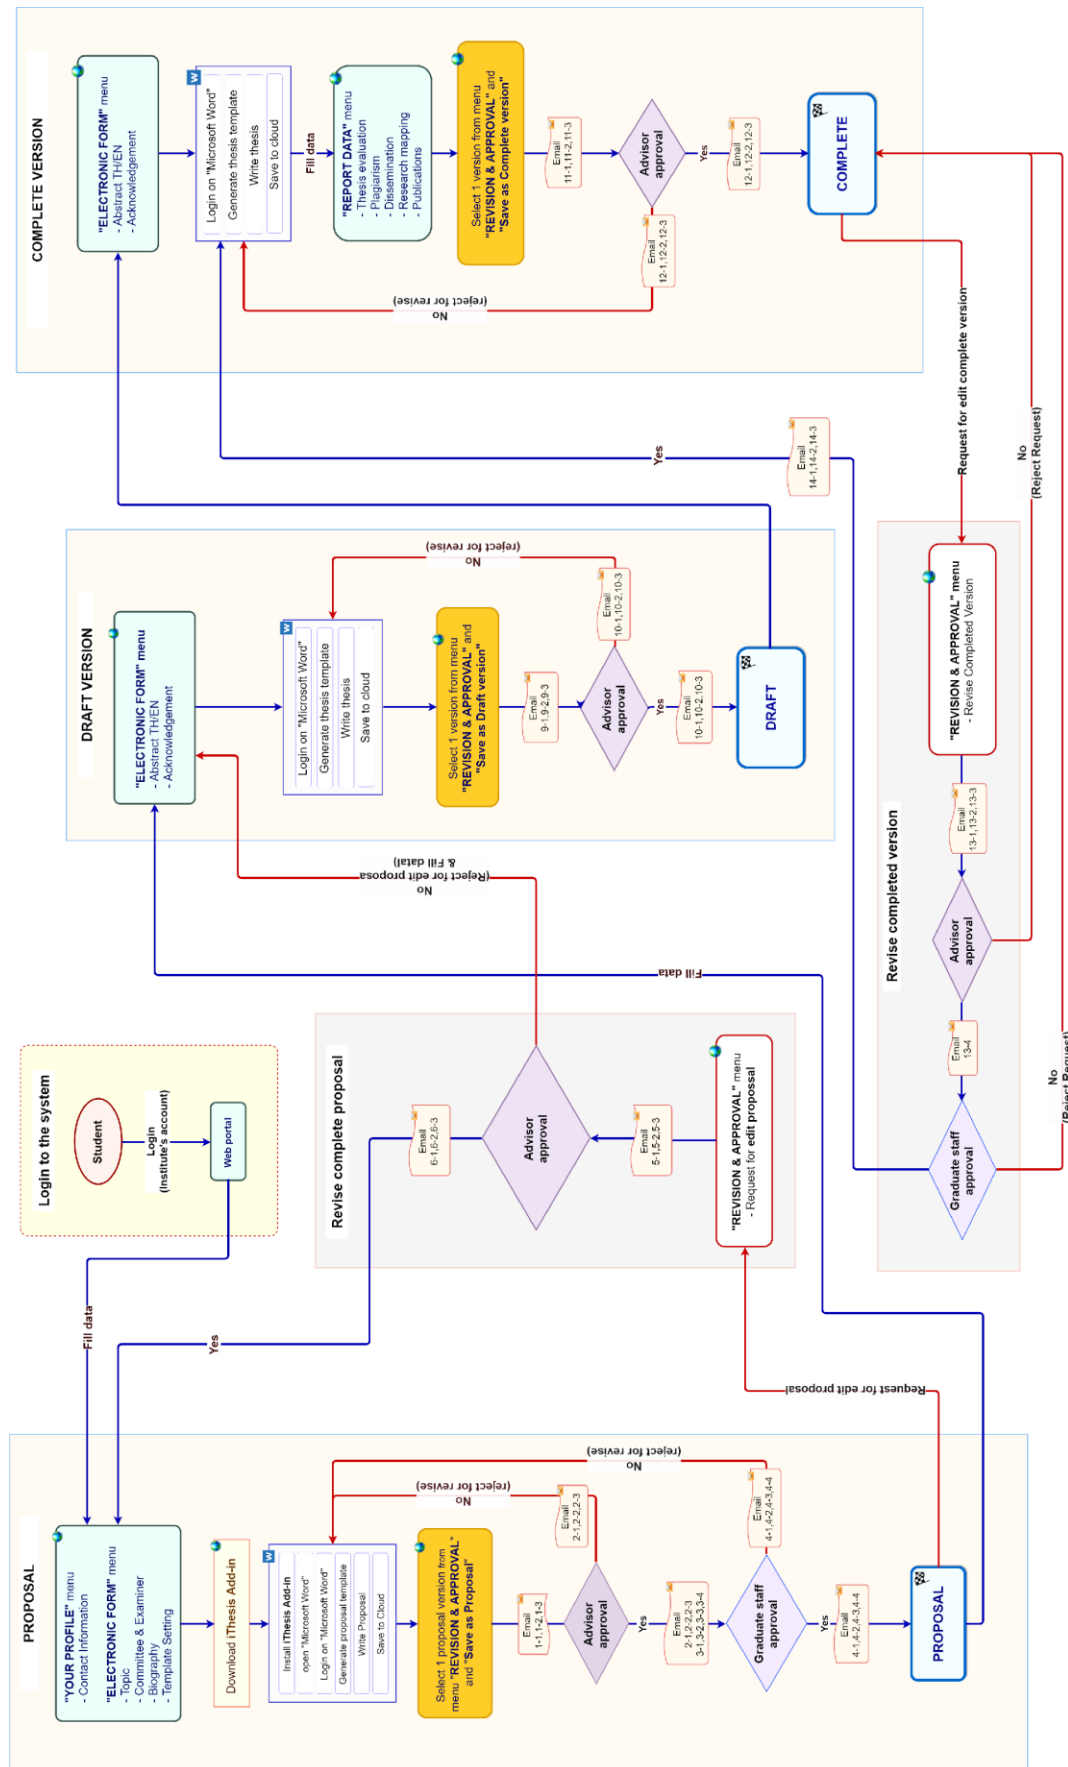 PROPOSAL
"YOUR PROFILE" menu
- Contact Information
"ELECTRONIC FORM" menu
- Topic
- Committee & Examiner
- Biography
- Template Setting
Download iThesis Add-in
Install iThesis Add-in
open "Microsoft Word"
Login on "Microsoft Word"
Generate proposal template
Write Proposal
Save to Cloud
Select 1 proposal version from
menu "REVISION & APPROVAL"
and "Save as Proposal"
Email
1-1,1-2,1-3
Advisor
approval
Email
2-1,2-2,2-3
No
(reject for revise)
Yes
Email
2-1,2-2,2-3
3-1,3-2,3-3,3-4
Graduate staff
approval
Email
4-1,4-2,4-3,4-4
No
(reject for revise)
Yes
Email
4-1,4-2,4-3,4-4
PROPOSAL
Request for edit proposal
Fill data
Login to the system
Student
Login
(Institute's account)
Web portal
Fill data
Yes
Revise complete proposal
Email
6-1,6-2,6-3
Advisor
approval
Email
5-1,5-2,5-3
"REVISION & APPROVAL" menu
- Request for edit propossal
No
(Reject for edit proposa
& Fill data!)
DRAFT VERSION
"ELECTRONIC FORM" menu
- Abstract TH/EN
- Acknowledgement
Login on "Microsoft Word"
Generate thesis template
Write thesis
Save to cloud
Select 1 version from menu
"REVISION & APPROVAL" and
"Save as Draft version"
Email
9-1,9-2,9-3
Advisor
approval
Email
10-1,10-2,10-3
No
(reject for revise)
Yes
Email
10-1,10-2,10-3
DRAFT
COMPLETE VERSION
"ELECTRONIC FORM" menu
- Abstract TH/EN
- Acknowledgement
Login on "Microsoft Word"
Generate thesis template
Write thesis
Save to cloud
Fill data
"REPORT DATA" menu
- Thesis evaluation
- Plagiarism
- Dissemination
- Research mapping
- Publications
Select 1 version from menu
"REVISION & APPROVAL" and
"Save as Complete version"
Email
11-1,11-2,11-3
Advisor
approval
Email
12-1,12-2,12-3
No
(reject for revise)
Yes
Email
12-1,12-2,12-3
COMPLETE
Request for edit complete version
Revise completed version
"REVISION & APPROVAL" menu
- Revise Completed Version
Email
13-1,13-2,13-3
Advisor
approval
Email
13-4
Graduate staff
approval
Yes
Email
14-1,14-2,14-3
No
(Reject Request)
No
(Reject Request)
W
W
W